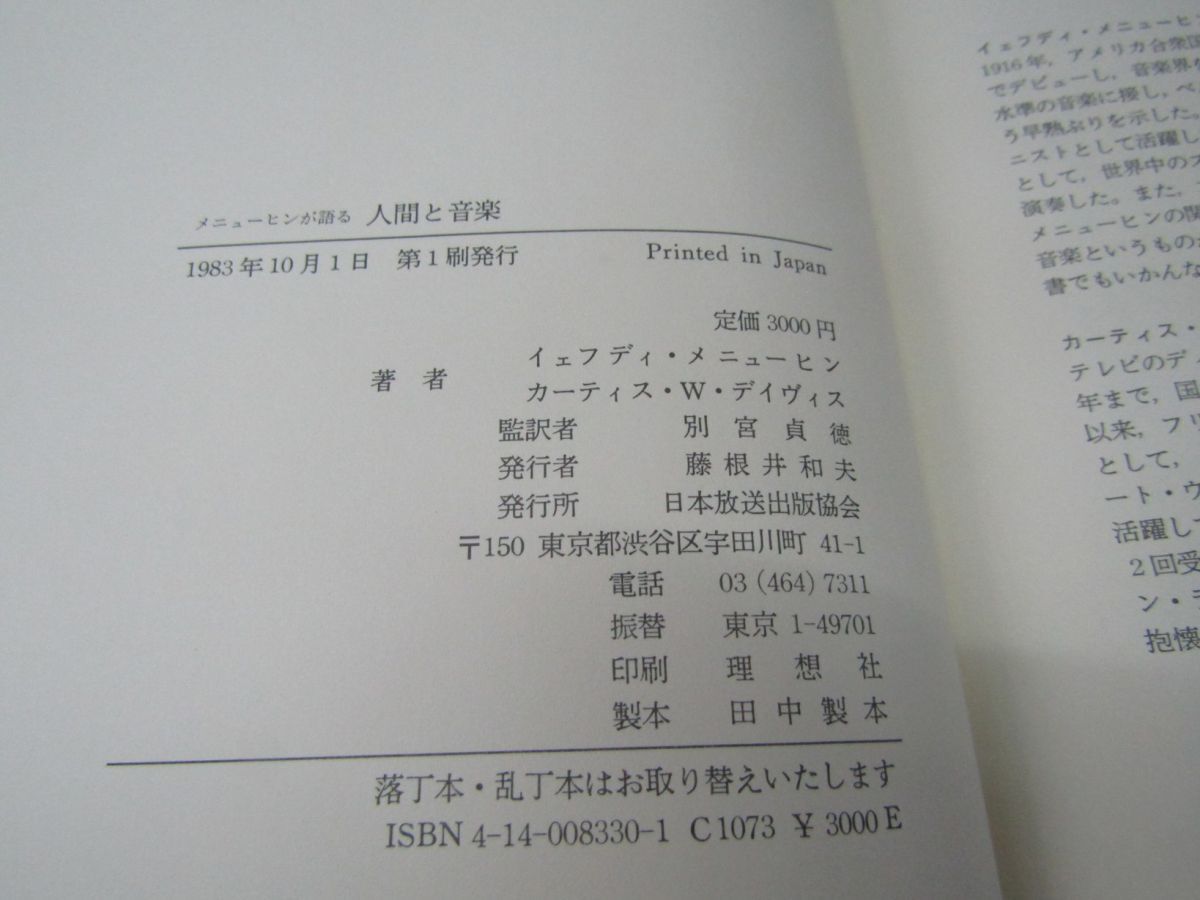 メニューヒンが語る 人間と音楽
1983年10月1日 第1刷発行 Printed in Japan
定価 3000円
著者 イェフディ・メニューヒン
カーティス・W・デイヴィス
監訳者 別宮貞徳
発行者 藤根井和夫
発行所 日本放送出版協会
〒150 東京都渋谷区宇田川町 41-1
電話 03(464)7311
振替 東京 1-49701
印刷 理想社
製本 田中製本
落丁本・乱丁本はお取り替えいたします
ISBN 4-14-008330-1 C1073 ¥3000E
イェフディ・メニューヒン
1916年，アメリカ合衆国
でデビューし，音楽界
水準の音楽に接し，
う早熟ぶりを示した。
ニストとして活躍し
として，世界中の
演奏した。また，
メニューヒンの関
音楽というもの
書でもいかんな
カーティス・
テレビのディ
年まで，国
以来，フリ
として，
ート・ウ
活躍し
2回受
ン・
抱懐